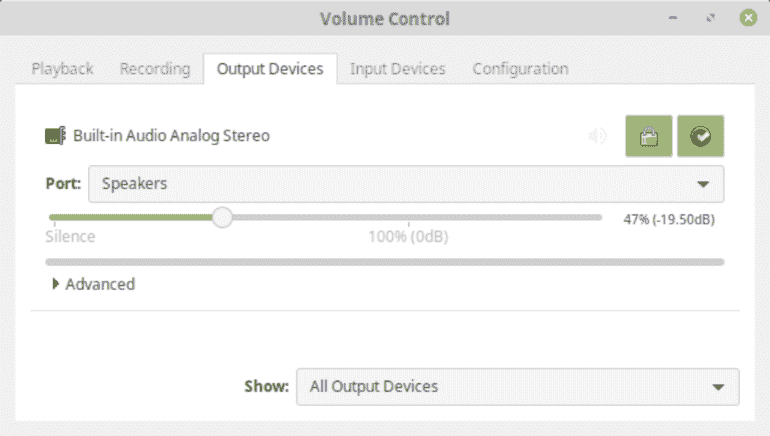 Volume Control
Playback Recording Output Devices Input Devices Configuration
Built-in Audio Analog Stereo
Port: Speakers
47% (-19.50dB)
Silence 100% (0dB)
Advanced
Show: All Output Devices